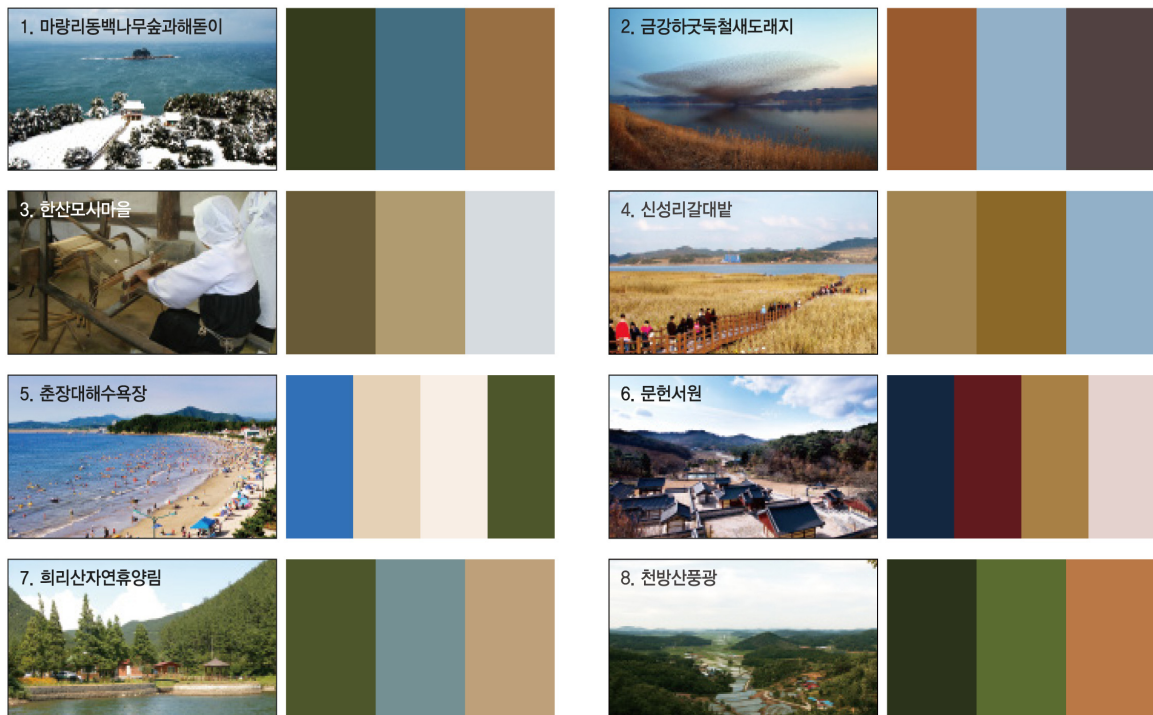 1. 마량리동백나무숲과해돋이
2. 금강하굿둑철새도래지
3. 한산모시마을
4. 신성리갈대밭
5. 춘장대해수욕장
6. 문헌서원
7. 희리산자연휴양림
8. 천방산풍광